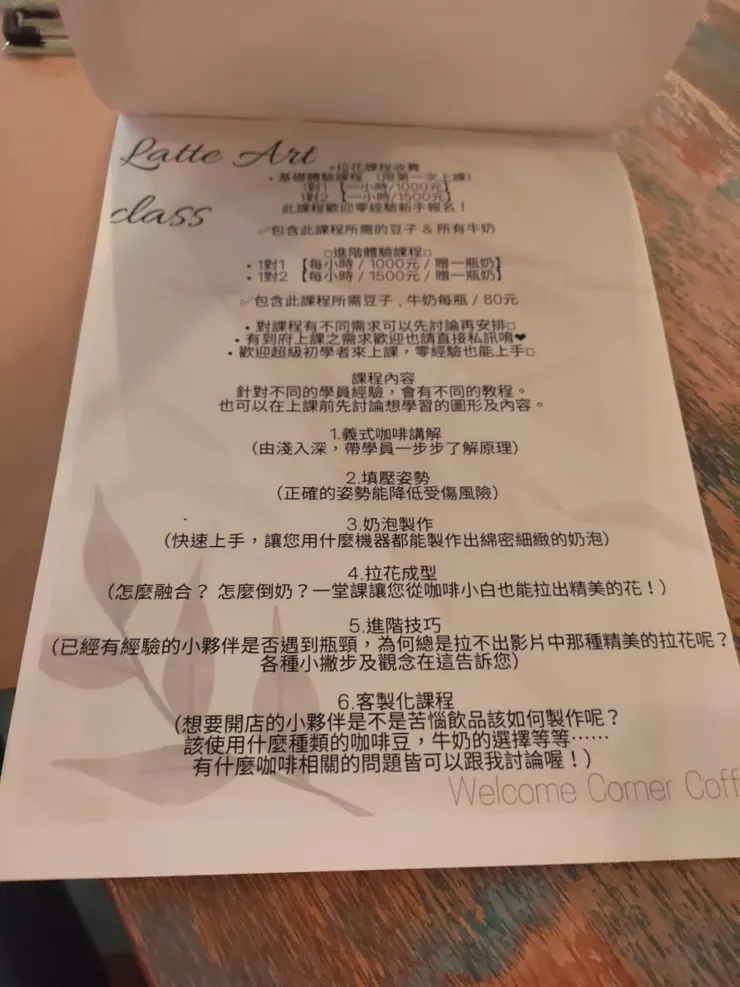 Latte Art
class
*拉花課程收費
• 基礎體驗課程 （限第一次上課）
1對1 【一小時/1000元】
1對2 【一小時/1500元】
此課程歡迎零經驗新手報名！
✅包含此課程所需的豆子 & 所有牛奶
□進階體驗課程□
• 1對1 【每小時 / 1000元 / 贈一瓶奶】
• 1對2 【每小時 / 1500元 / 贈一瓶奶】
✅包含此課程所需豆子 , 牛奶每瓶 / 80元
• 對課程有不同需求可以先討論再安排□
• 有到府上課之需求歡迎也請直接私訊唷❤
• 歡迎超級初學者來上課，零經驗也能上手□
課程內容
針對不同的學員經驗，會有不同的教程。
也可以在上課前先討論想學習的圖形及內容。
1.義式咖啡講解
（由淺入深，帶學員一步步了解原理）
2.填壓姿勢
（正確的姿勢能降低受傷風險）
3.奶泡製作
（快速上手，讓您用什麼機器都能製作出綿密細緻的奶泡）
4.拉花成型
（怎麼融合？ 怎麼倒奶？一堂課讓您從咖啡小白也能拉出精美的花！）
5.進階技巧
（已經有經驗的小夥伴是否遇到瓶頸，為何總是拉不出影片中那種精美的拉花呢？
各種小撇步及觀念在這告訴您）
6.客製化課程
（想要開店的小夥伴是不是苦惱飲品該如何製作呢？
該使用什麼種類的咖啡豆，牛奶的選擇等等⋯⋯
有什麼咖啡相關的問題皆可以跟我討論喔！）
Welcome Corner Coff